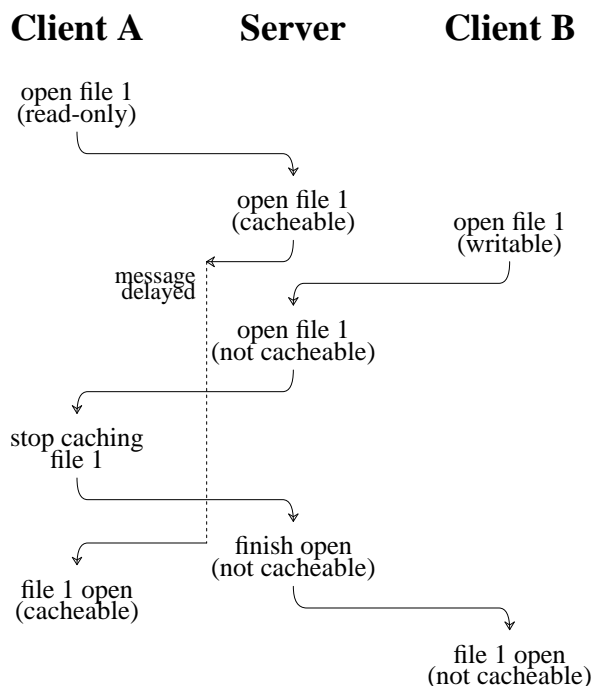 Client A Server Client B
open file 1
(read-only)
open file 1
(cacheable)
open file 1
(writable)
message
delayed
open file 1
(not cacheable)
stop caching
file 1
finish open
(not cacheable)
file 1 open
(cacheable)
file 1 open
(not cacheable)